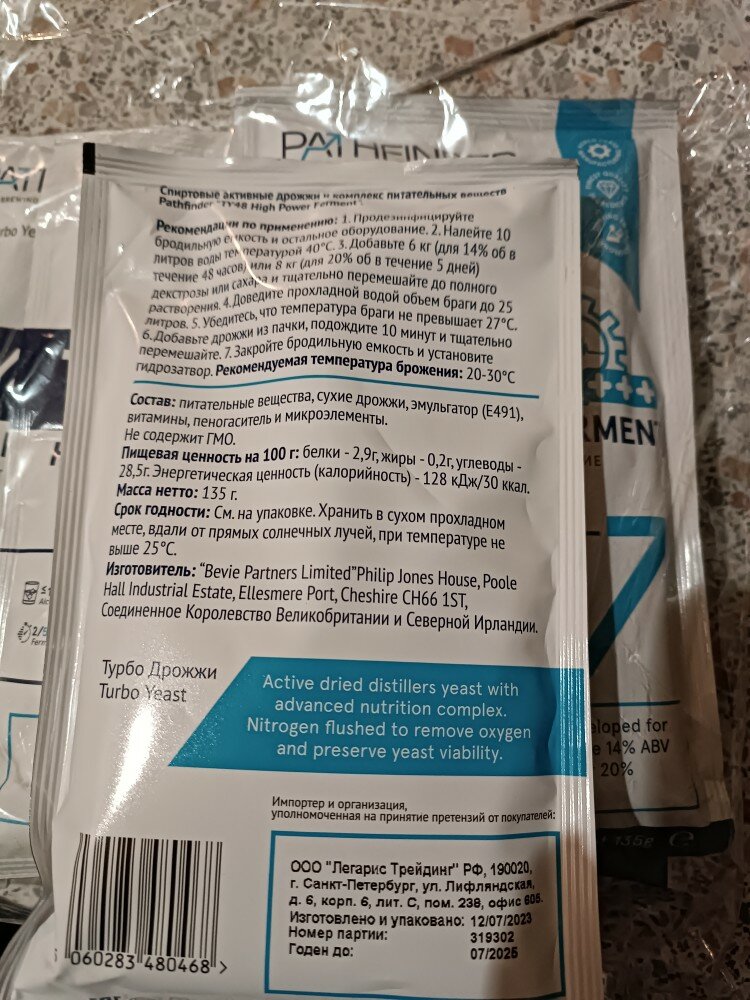 PATHFINDER
Спиртовые активные дрожжи и комплекс питательных веществ
Pathfinder "TY48 High Power Ferment".
Рекомендации по применению: 1. Продезинфицируйте
бродильную емкость и остальное оборудование. 2. Налейте 10
литров воды температурой 40°C. 3. Добавьте 6 кг (для 14% об в
течение 48 часов) или 8 кг (для 20% об в течение 5 дней)
декстрозы или сахара и тщательно перемешайте до полного
растворения. 4. Доведите прохладной водой объем браги до 25
литров. 5. Убедитесь, что температура браги не превышает 27°C.
6. Добавьте дрожжи из пачки, подождите 10 минут и тщательно
перемешайте. 7. Закройте бродильную емкость и установите
гидрозатвор. Рекомендуемая температура брожения: 20-30°C
Состав: питательные вещества, сухие дрожжи, эмульгатор (Е491),
витамины, пеногаситель и микроэлементы.
Не содержит ГМО.
Пищевая ценность на 100 г: белки - 2,9г, жиры - 0,2г, углеводы -
28,5г. Энергетическая ценность (калорийность) - 128 кДж/30 ккал.
Масса нетто: 135 г.
Срок годности: См. на упаковке. Хранить в сухом прохладном
месте, вдали от прямых солнечных лучей, при температуре не
выше 25°C.
Изготовитель: "Bevie Partners Limited"Philip Jones House, Poole
Hall Industrial Estate, Ellesmere Port, Cheshire CH66 1ST,
Соединенное Королевство Великобритании и Северной Ирландии.
Турбо Дрожжи
Turbo Yeast
Active dried distillers yeast with
advanced nutrition complex.
Nitrogen flushed to remove oxygen
and preserve yeast viability.
Импортер и организация,
уполномоченная на принятие претензий от покупателей:
ООО "Легарис Трейдинг" РФ, 190020,
г. Санкт-Петербург, ул. Лифляндская,
д. 6, корп. 6, лит. С, пом. 238, офис 605.
Изготовлено и упаковано: 12/07/2023
Номер партии: 319302
Годен до: 07/2025
060283 480468 >
+++
RMENT
7
eloped for
14% ABV
20%
135g e